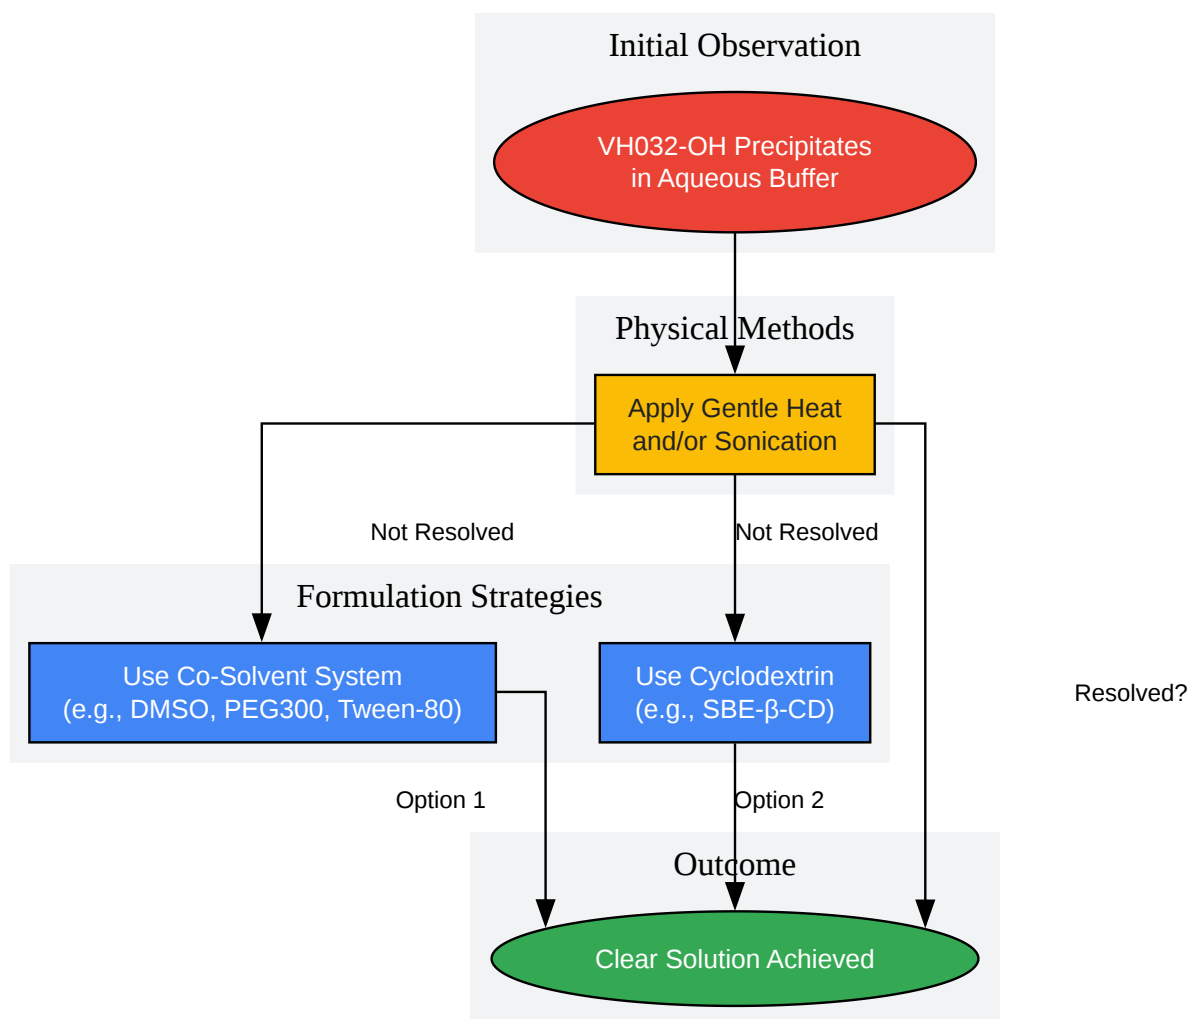 Initial Observation
VH032-OH Precipitates
in Aqueous Buffer
Physical Methods
Apply Gentle Heat
and/or Sonication
Not Resolved
Not Resolved
Formulation Strategies
Use Co-Solvent System
(e.g., DMSO, PEG300, Tween-80)
Use Cyclodextrin
(e.g., SBE-β-CD)
Resolved?
Option 1
Option 2
Outcome
Clear Solution Achieved